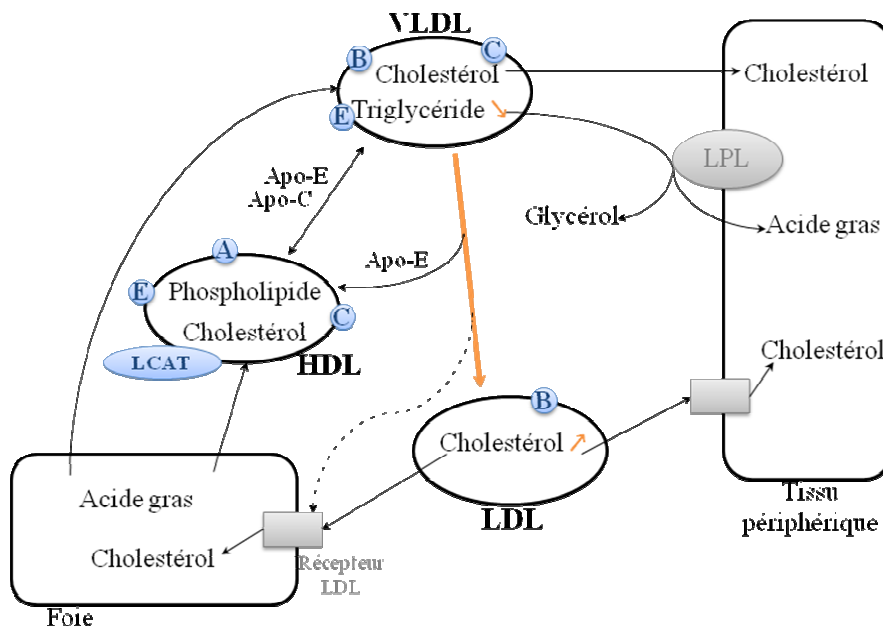 VLDL
B
C
Cholestérol
Triglycéride
E
Cholestérol
LPL
Apo-E
Apo-C
Glycérol
Acide gras
A
Apo-E
E
Phospholipide
C
Cholestérol
LCAT
HDL
Cholestérol
B
Cholestérol
LDL
Tissu
périphérique
Acide gras
Cholestérol
Récepteur
LDL
Foie